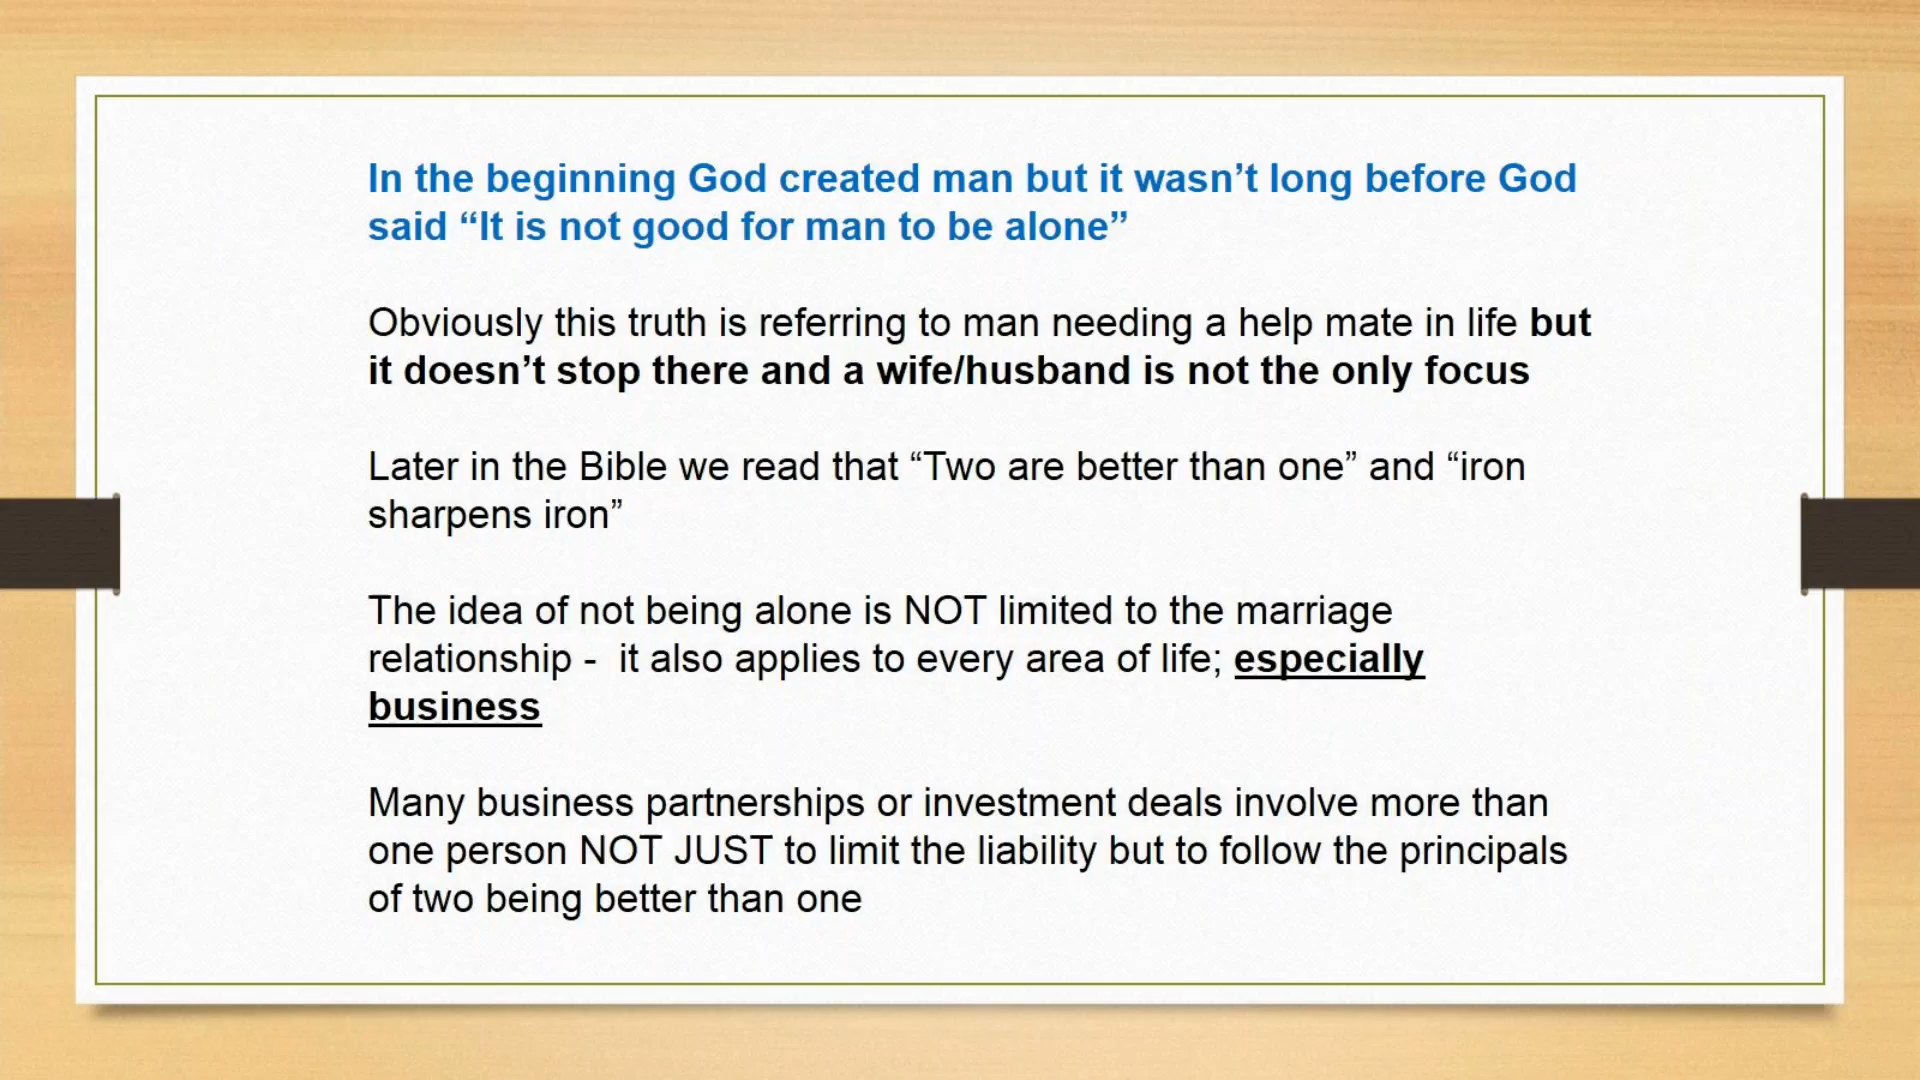 In the beginning God created man but it wasn’t long before God
said “It is not good for man to be alone”
Obviously this truth is referring to man needing a help mate in life but
it doesn’t stop there and a wife/husband is not the only focus
Later in the Bible we read that “Two are better than one” and “iron
sharpens iron”
The idea of not being alone is NOT limited to the marriage
relationship -  it also applies to every area of life; especially
business
Many business partnerships or investment deals involve more than
one person NOT JUST to limit the liability but to follow the principals
of two being better than one